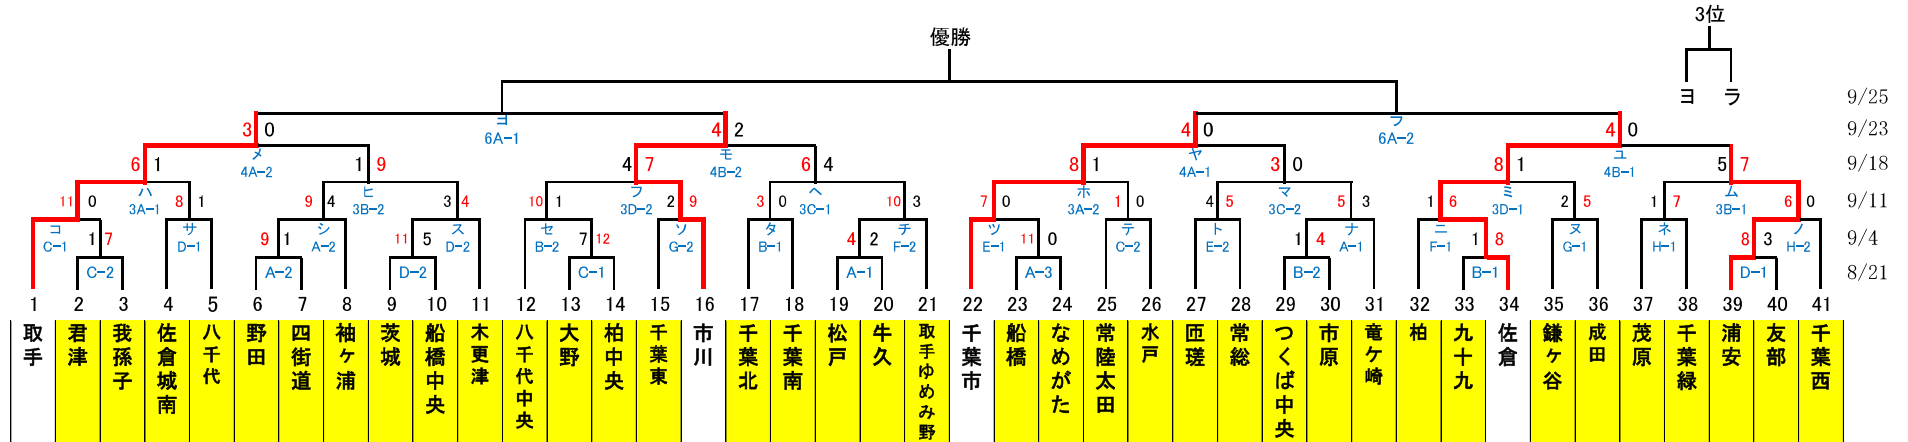 3位
優勝
ヨ ラ 9/25
ヨ ラ
3 0 4 2 4 0 4 0 9/23
6A-1 6A-2
6 1 メ 1 9 4 7 モ 6 4 8 1 ヤ 3 0 8 1 ユ 5 7 9/18
4A-2 4B-2 4A-1 4B-1
11 0 ハ 8 1 9 4 ヒ 3 4 10 1 フ 2 9 3 0 ヘ 10 3 7 0 ホ 1 0 4 5 マ 5 3 1 6 ミ 2 5 1 7 ム 6 0 9/11
3A-1 3B-2 3D-2 3C-1 3A-2 3C-2 3D-1 3B-1
コ 1 7 サ 9 1 シ 11 5 ス セ 7 12 ソ タ 4 2 チ ツ 11 0 テ ト 1 4 ナ ニ 1 8 ヌ ネ 8 3 ノ 9/4
C-1 D-1 A-2 D-2 B-2 G-2 B-1 F-2 E-1 C-2 E-2 A-1 F-1 G-1 H-1 H-2
C-2 A-2 D-2 C-1 A-1 A-3 B-2 B-1 D-1 8/21
1 2 3 4 5 6 7 8 9 10 11 12 13 14 15 16 17 18 19 20 21 22 23 24 25 26 27 28 29 30 31 32 33 34 35 36 37 38 39 40 41
取手
君津
我孫子
佐倉城南
八千代
野田
四街道
袖ヶ浦
茨城
船橋中央
木更津
八千代中央
大野
柏中央
千葉東
市川
千葉北
千葉南
松戸
牛久
取手ゆめみ野
千葉市
船橋
なめがた
常陸太田
水戸
匝瑳
常総
つくば中央
市原
竜ケ崎
柏
九十九
佐倉
鎌ヶ谷
成田
茂原
千葉緑
浦安
友部
千葉西